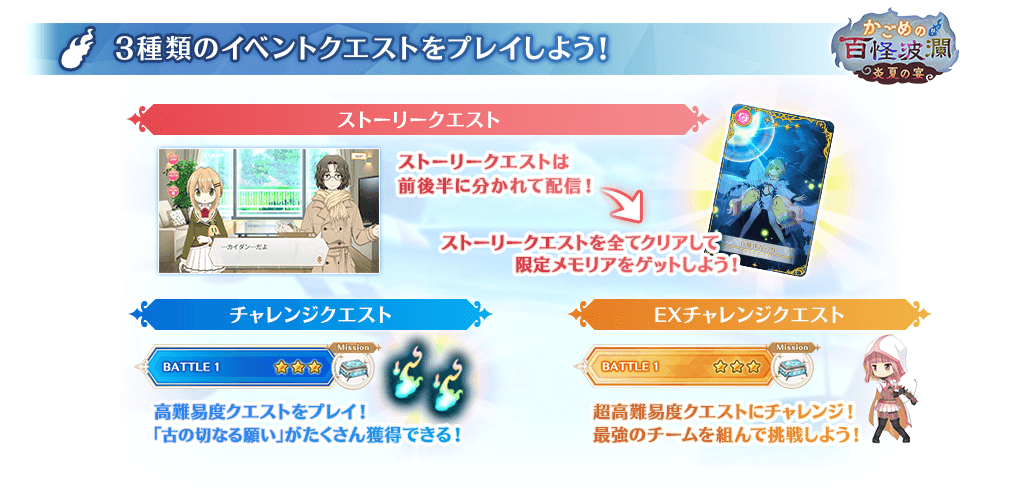 3種類のイベントクエストをプレイしよう！
かごめの
百怪波瀾
炎夏の宴
ストーリークエスト
ストーリークエストは
前後半に分かれて配信！
―カイダン―だよ
ストーリークエストを全てクリアして
限定メモリアをゲットしよう！
チャレンジクエスト
Mission
BATTLE 1
高難易度クエストをプレイ！
「古の切なる願い」がたくさん獲得できる！
EXチャレンジクエスト
Mission
BATTLE 1
超高難易度クエストにチャレンジ！
最強のチームを組んで挑戦しよう！